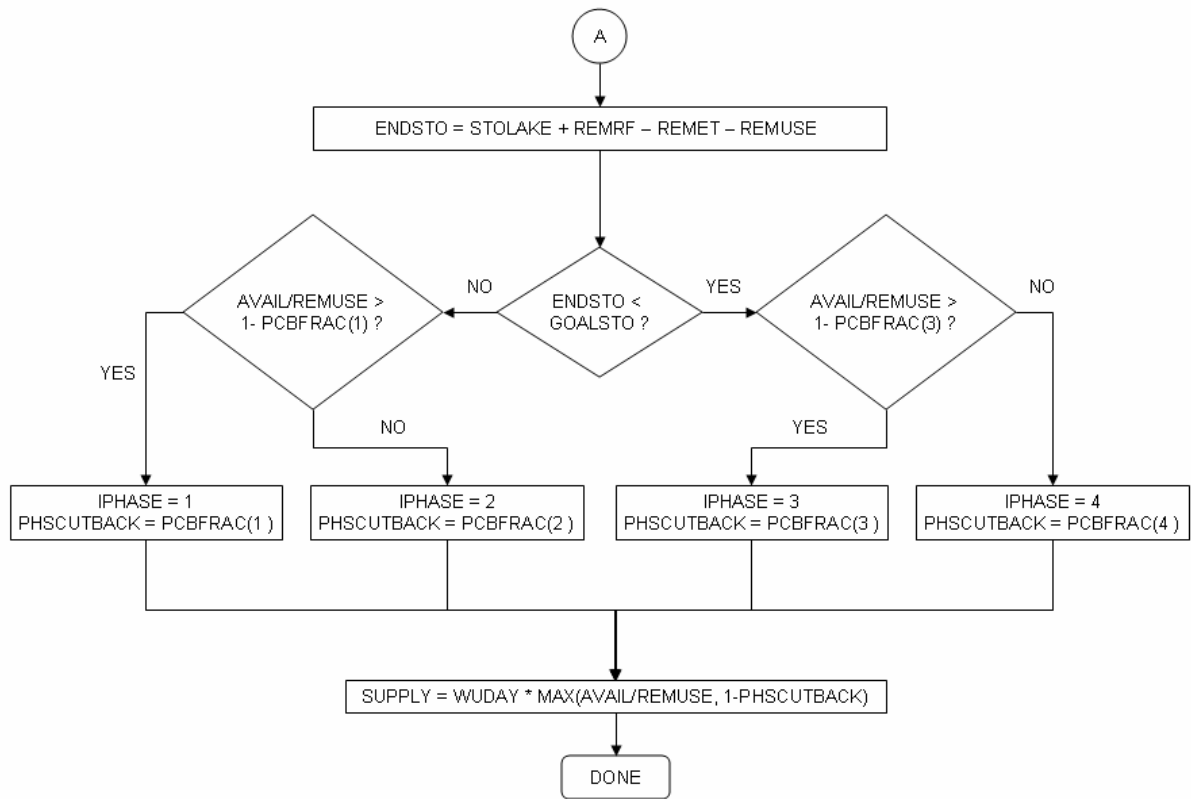 A
ENDSTO = STOLAKE + REMRF – REMET – REMUSE
NO
YES
NO
YES
AVAIL/REMUSE >
1- PCBFRAC(1) ?
ENDSTO <
GOALSTO ?
AVAIL/REMUSE >
1- PCBFRAC(3) ?
NO
YES
IPHASE = 1
PHSCUTBACK = PCBFRAC(1 )
IPHASE = 2
PHSCUTBACK = PCBFRAC(2 )
IPHASE = 3
PHSCUTBACK = PCBFRAC(3 )
IPHASE = 4
PHSCUTBACK = PCBFRAC(4 )
SUPPLY = WUDAY * MAX(AVAIL/REMUSE, 1-PHSCUTBACK)
DONE